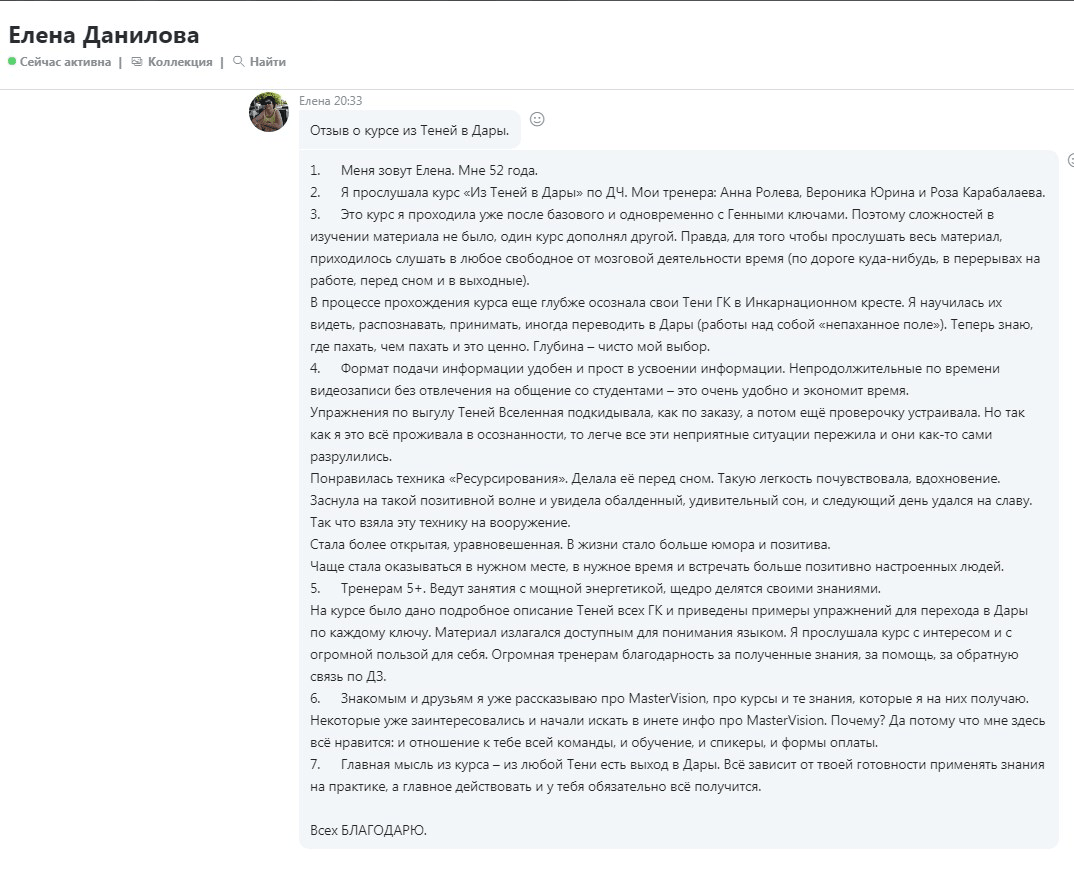 Елена Данилова
Сейчас активна | Коллекция | Найти
Елена 20:33
Отзыв о курсе из Теней в Дары.
1. Меня зовут Елена. Мне 52 года.
2. Я прослушала курс «Из Теней в Дары» по ДЧ. Мои тренера: Анна Ролева, Вероника Юрина и Роза Карабалаева.
3. Это курс я проходила уже после базового и одновременно с Генными ключами. Поэтому сложностей в
изучении материала не было, один курс дополнял другой. Правда, для того чтобы прослушать весь материал,
приходилось слушать в любое свободное от мозговой деятельности время (по дороге куда-нибудь, в перерывах на
работе, перед сном и в выходные).
В процессе прохождения курса еще глубже осознала свои Тени ГК в Инкарнационном кресте. Я научилась их
видеть, распознавать, принимать, иногда переводить в Дары (работы над собой «непаханное поле»). Теперь знаю,
где пахать, чем пахать и это ценно. Глубина – чисто мой выбор.
4. Формат подачи информации удобен и прост в усвоении информации. Непродолжительные по времени
видеозаписи без отвлечения на общение со студентами – это очень удобно и экономит время.
Упражнения по выгулу Теней Вселенная подкидывала, как по заказу, а потом ещё проверочку устраивала. Но так
как я это всё проживала в осознанности, то легче все эти неприятные ситуации пережила и они как-то сами
разрулились.
Понравилась техника «Ресурсирования». Делала её перед сном. Такую легкость почувствовала, вдохновение.
Заснула на такой позитивной волне и увидела обалденный, удивительный сон, и следующий день удался на славу.
Так что взяла эту технику на вооружение.
Стала более открытая, уравновешенная. В жизни стало больше юмора и позитива.
Чаще стала оказываться в нужном месте, в нужное время и встречать больше позитивно настроенных людей.
5. Тренерам 5+. Ведут занятия с мощной энергетикой, щедро делятся своими знаниями.
На курсе было дано подробное описание Теней всех ГК и приведены примеры упражнений для перехода в Дары
по каждому ключу. Материал излагался доступным для понимания языком. Я прослушала курс с интересом и с
огромной пользой для себя. Огромная тренерам благодарность за полученные знания, за помощь, за обратную
связь по ДЗ.
6. Знакомым и друзьям я уже рассказываю про MasterVision, про курсы и те знания, которые я на них получаю.
Некоторые уже заинтересовались и начали искать в инете инфо про MasterVision. Почему? Да потому что мне здесь
всё нравится: и отношение к тебе всей команды, и обучение, и спикеры, и формы оплаты.
7. Главная мысль из курса – из любой Тени есть выход в Дары. Всё зависит от твоей готовности применять знания
на практике, а главное действовать и у тебя обязательно всё получится.
Всех БЛАГОДАРЮ.